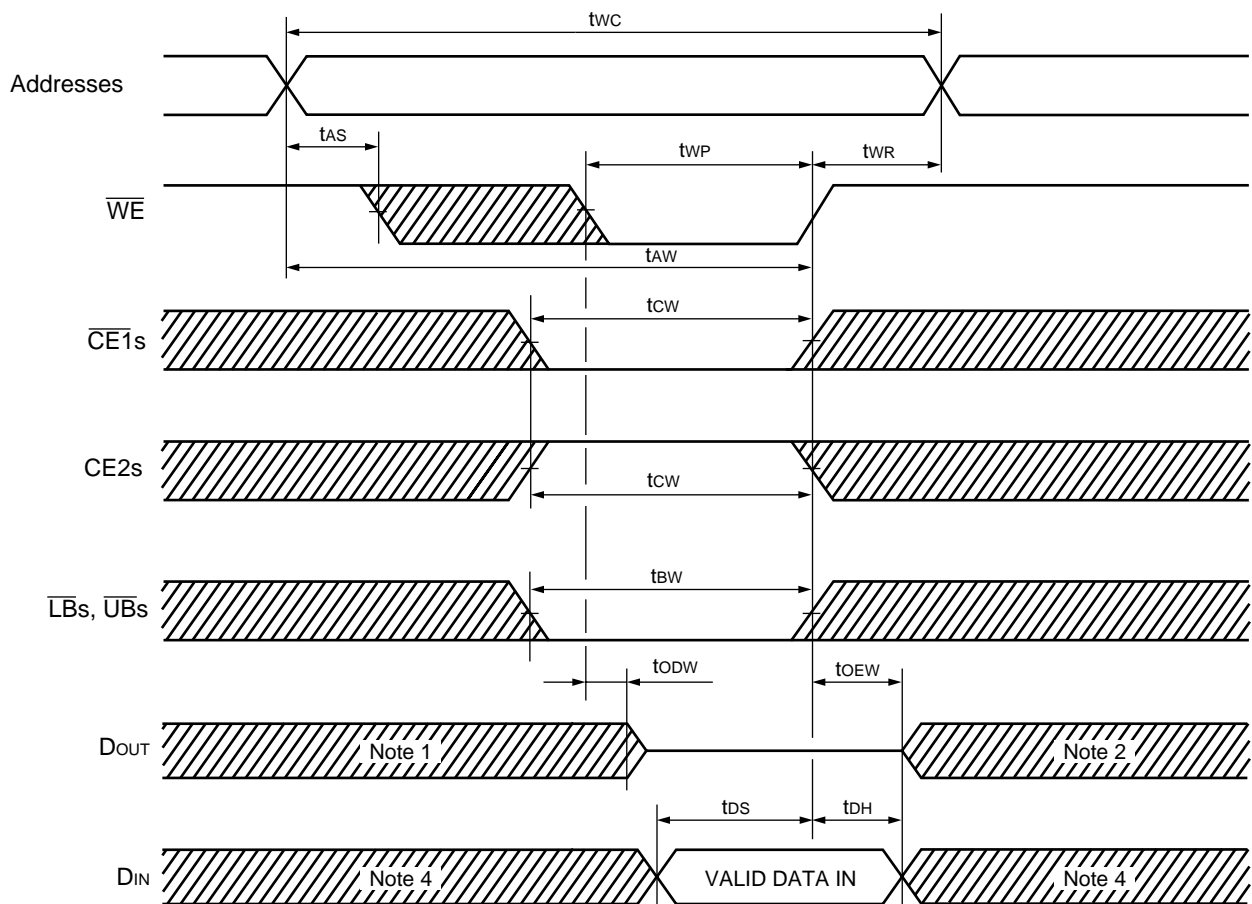 tWC
Addresses
tAS
tWP
tWR
WE
tAW
tCW
CE1s
CE2s
tCW
tBW
LBs, UBs
tODW
tOEW
DOUT
Note 1
Note 2
tDS
tDH
DIN
Note 4
VALID DATA IN
Note 4